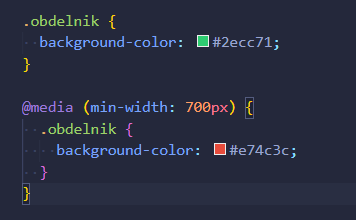 .obdelnik {
  background-color: #2ecc71;
}

@media (min-width: 700px) {
  .obdelnik {
    background-color: #e74c3c;
  }
}